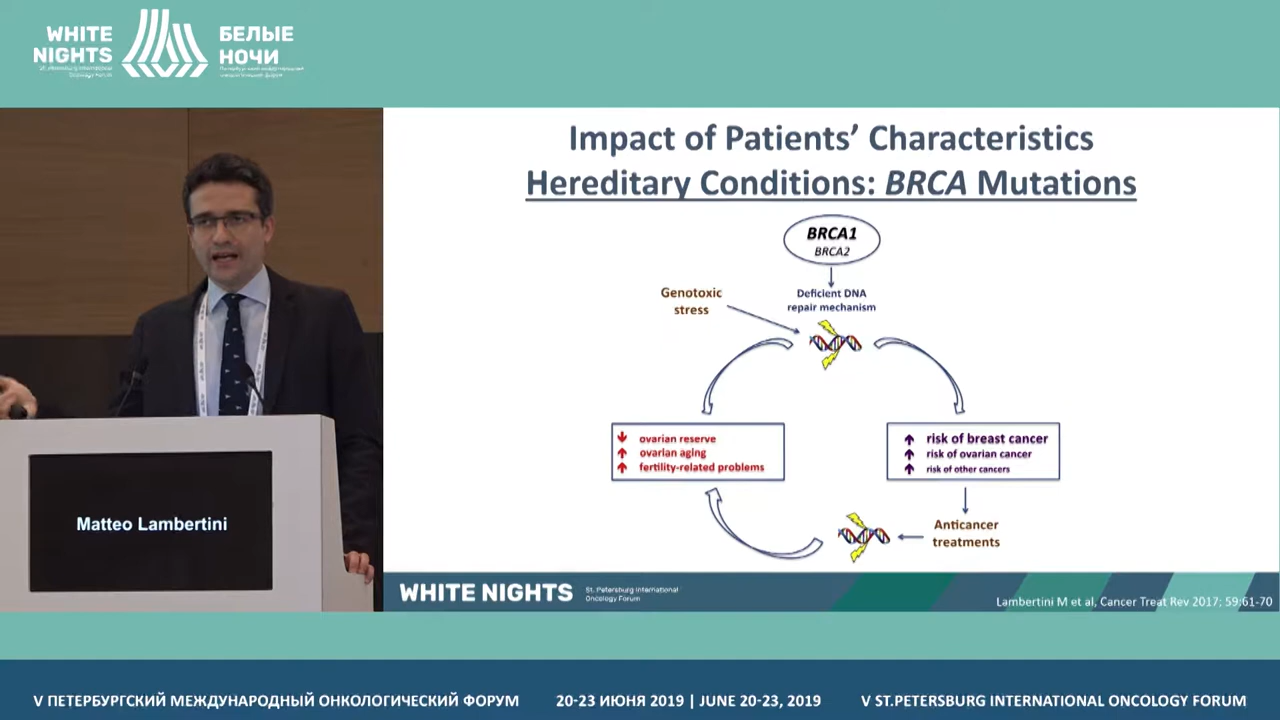 WHITE
NIGHTS
БЕЛЫЕ
НОЧИ
Impact of Patients’ Characteristics
Hereditary Conditions: BRCA Mutations
BRCA1
BRCA2
Genotoxic
stress
Deficient DNA
repair mechanism
ovarian reserve
ovarian aging
fertility-related problems
risk of breast cancer
risk of ovarian cancer
risk of other cancers
Anticancer
treatments
Matteo Lambertini
WHITE NIGHTS
St. Petersburg International
Oncology Forum
Lambertini M et al, Cancer Treat Rev 2017; 59:61-70
V ПЕТЕРБУРГСКИЙ МЕЖДУНАРОДНЫЙ ОНКОЛОГИЧЕСКИЙ ФОРУМ
20-23 ИЮНЯ 2019 | JUNE 20-23, 2019
V ST.PETERSBURG INTERNATIONAL ONCOLOGY FORUM